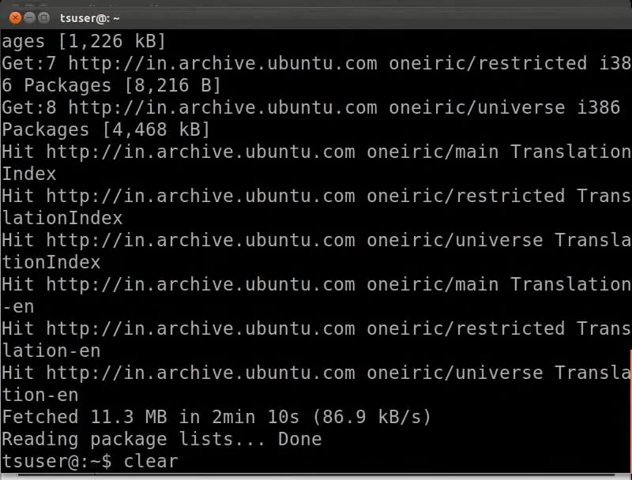 tsuser@: ~
ages [1,226 kB]
Get:7 http://in.archive.ubuntu.com oneiric/restricted i38
6 Packages [8,216 B]
Get:8 http://in.archive.ubuntu.com oneiric/universe i386
Packages [4,468 kB]
Hit http://in.archive.ubuntu.com oneiric/main Translation
Index
Hit http://in.archive.ubuntu.com oneiric/restricted Trans
lationIndex
Hit http://in.archive.ubuntu.com oneiric/universe Transla
tionIndex
Hit http://in.archive.ubuntu.com oneiric/main Translation
-en
Hit http://in.archive.ubuntu.com oneiric/restricted Trans
lation-en
Hit http://in.archive.ubuntu.com oneiric/universe Transla
tion-en
Fetched 11.3 MB in 2min 10s (86.9 kB/s)
Reading package lists... Done
tsuser@:~$ clear